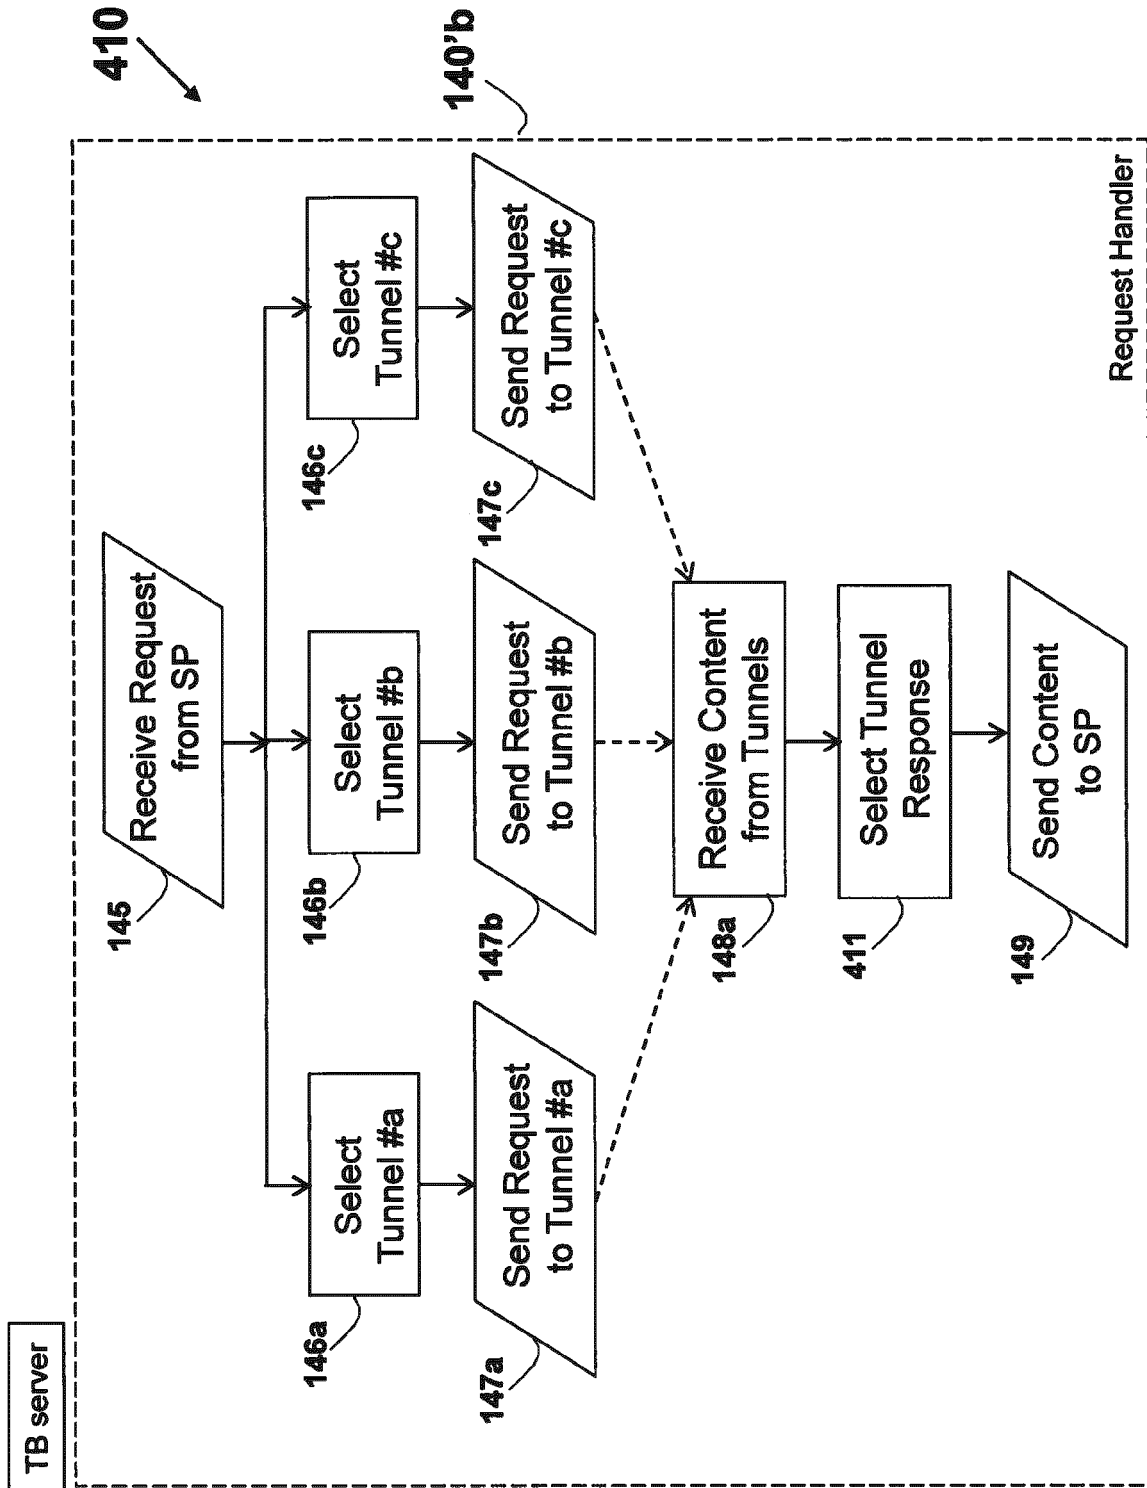 TB server
410
140'b
Receive Request
from SP
145
Select
Tunnel #a
146a
Select
Tunnel #b
146b
Select
Tunnel #c
146c
Send Request
to Tunnel #a
147a
Send Request
to Tunnel #b
147b
Send Request
to Tunnel #c
147c
Receive Content
from Tunnels
148a
Select Tunnel
Response
411
Send Content
to SP
149
Request Handler